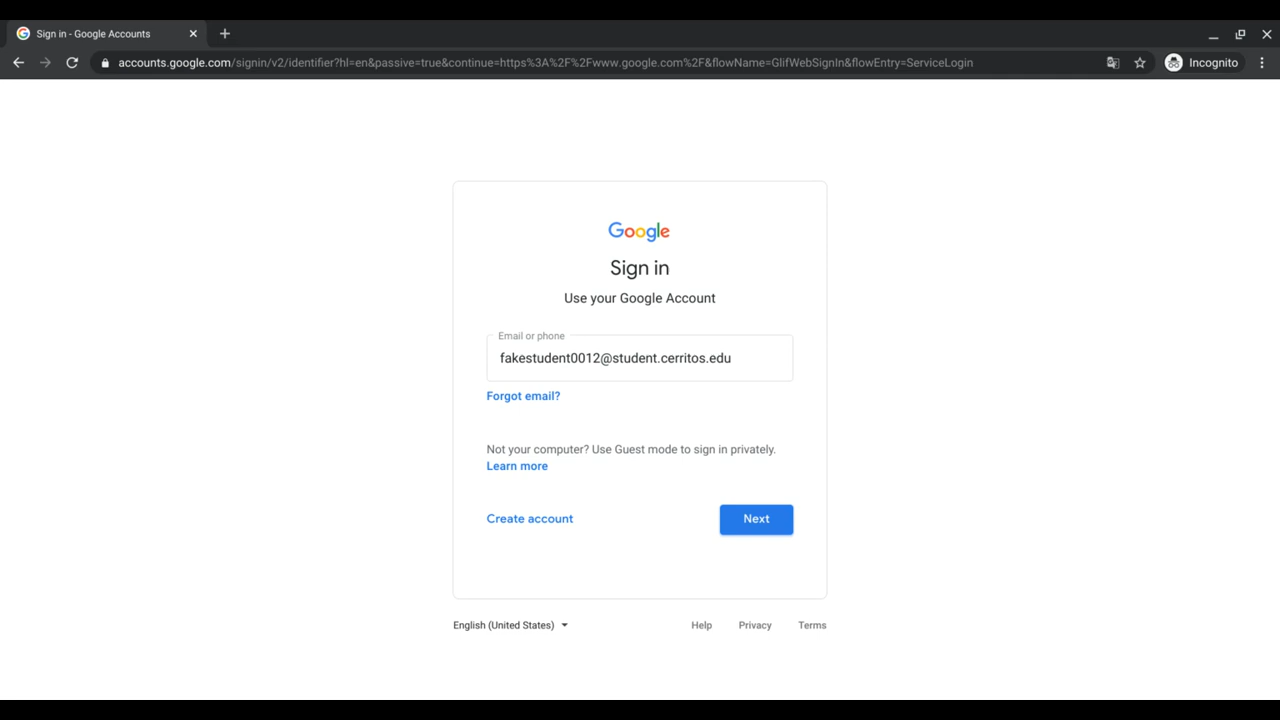 Sign in - Google Accounts
accounts.google.com/signin/v2/identifier?hl=en&passive=true&continue=https%3A%2F%2Fwww.google.com%2F&flowName=GlifWebSignIn&flowEntry=ServiceLogin
Incognito
Google
Sign in
Use your Google Account
Email or phone
fakestudent0012@student.cerritos.edu
Forgot email?
Not your computer? Use Guest mode to sign in privately.
Learn more
Create account
Next
English (United States)
Help
Privacy
Terms